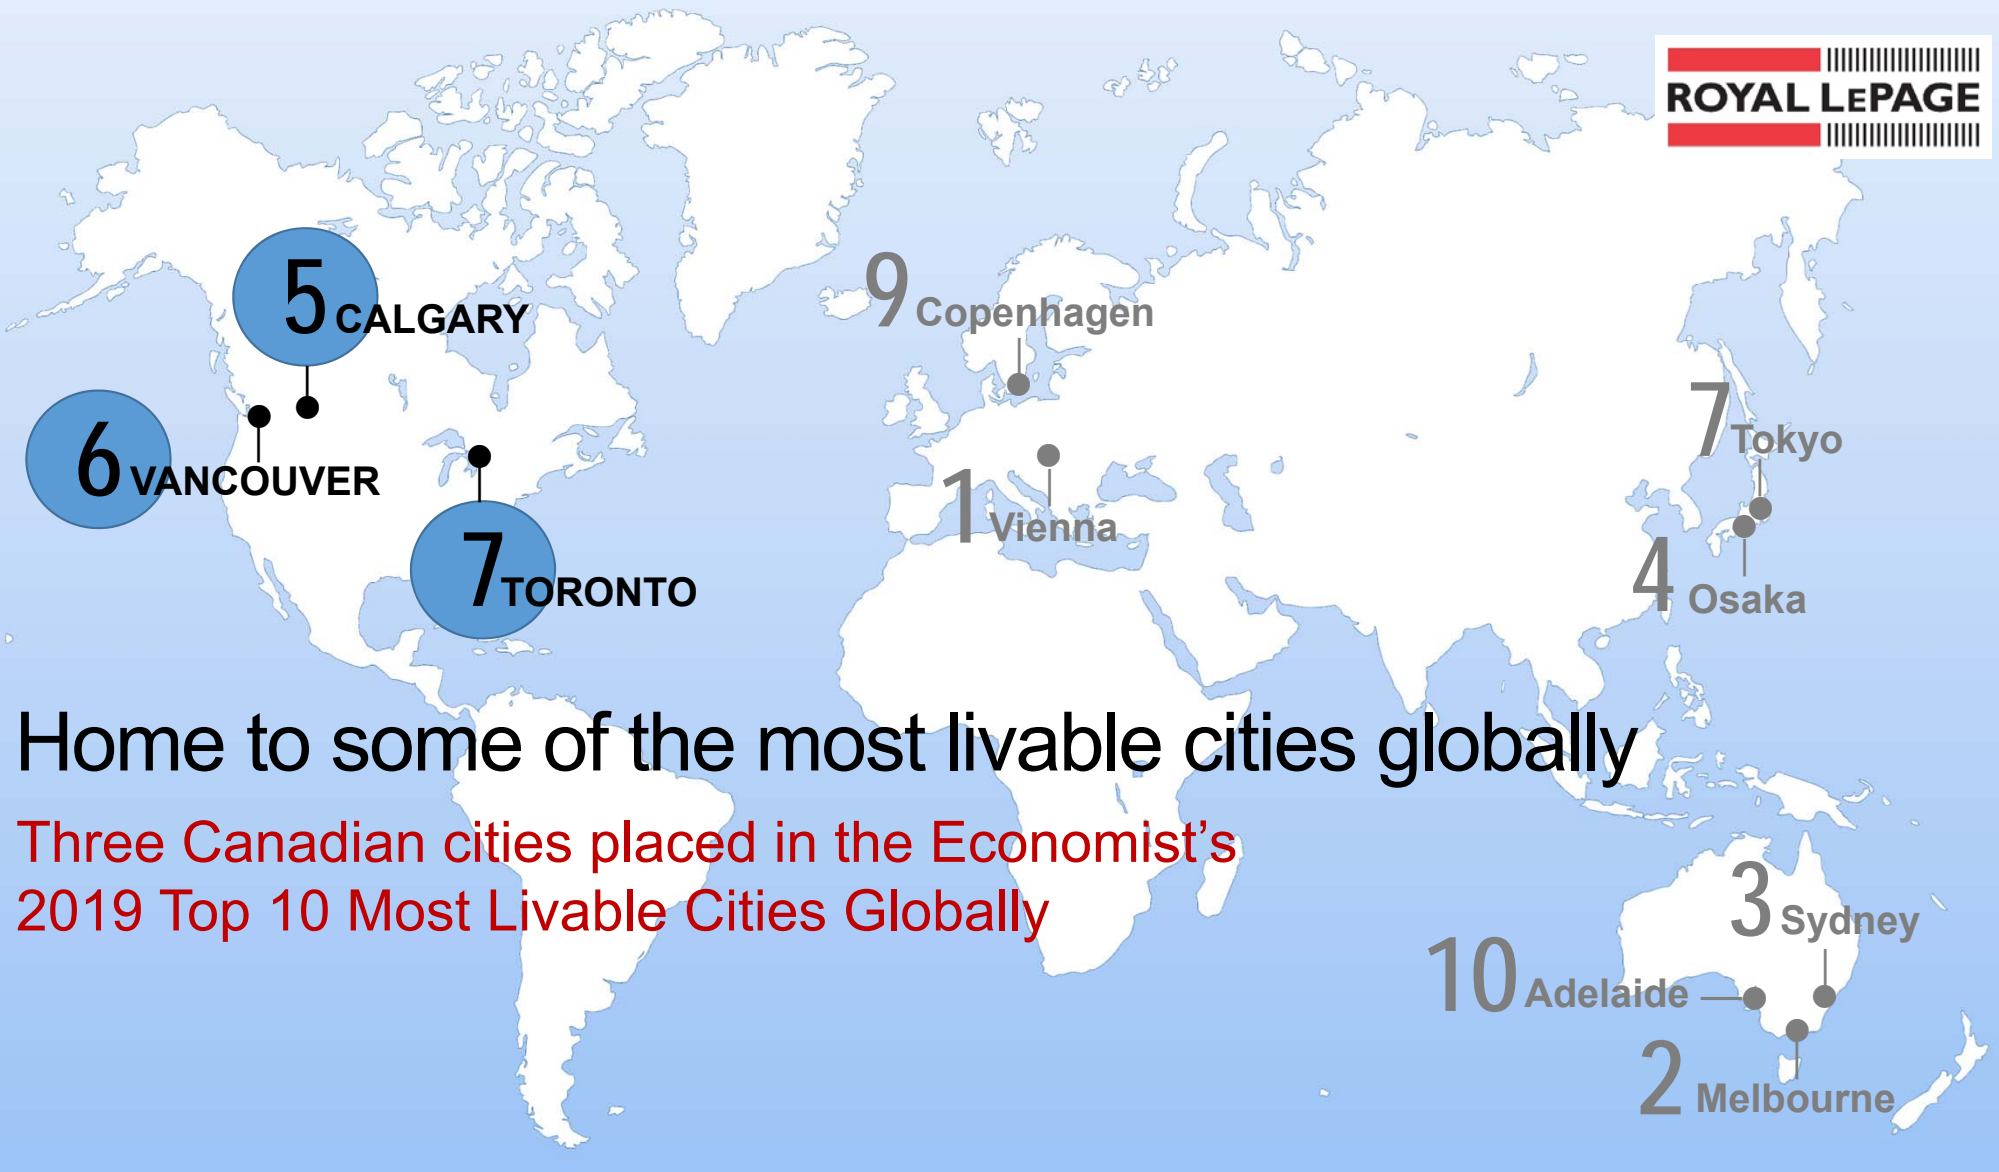 ROYAL LEPAGE
5 CALGARY
9 Copenhagen
6 VANCOUVER
7 Tokyo
1 Vienna
7 TORONTO
4 Osaka
Home to some of the most livable cities globally
Three Canadian cities placed in the Economist's
2019 Top 10 Most Livable Cities Globally
3 Sydney
10 Adelaide
2 Melbourne